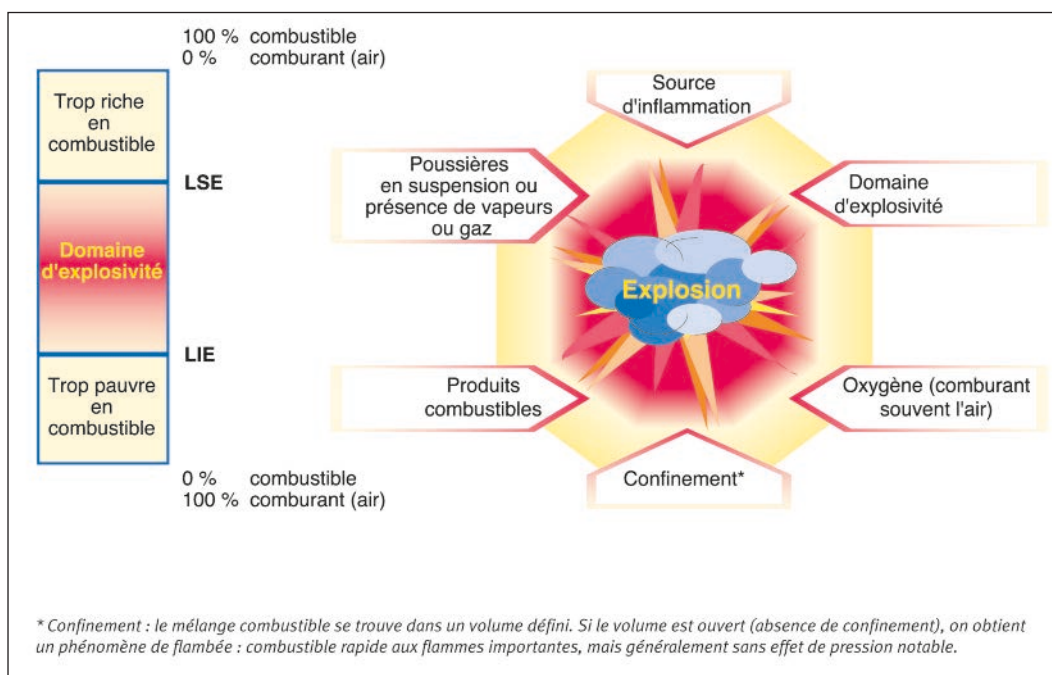 100 % combustible
0 % comburant (air)
Trop riche
en
combustible
LSE
Domaine
d'explosivité
LIE
Trop pauvre
en
combustible
0 % combustible
100 % comburant (air)
Source
d'inflammation
Poussières
en suspension ou
présence de vapeurs
ou gaz
Domaine
d'explosivité
Explosion
Produits
combustibles
Oxygène (comburant
souvent l'air)
Confinement*
* Confinement : le mélange combustible se trouve dans un volume défini. Si le volume est ouvert (absence de confinement), on obtient
un phénomène de flambée : combustible rapide aux flammes importantes, mais généralement sans effet de pression notable.